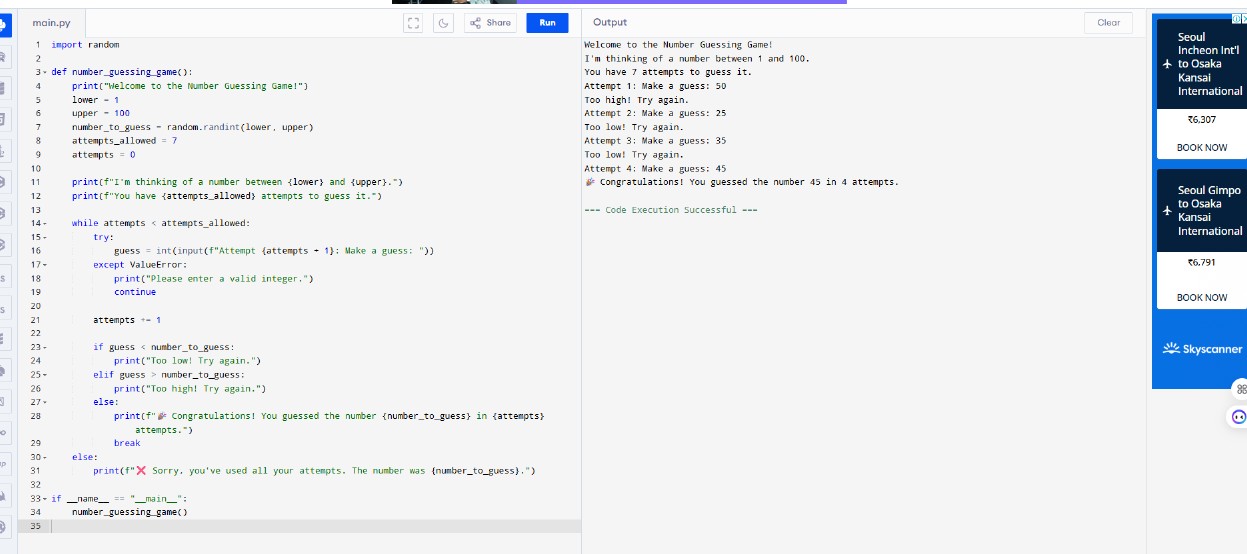 main.py
Share
Run
Output
Clear
1 import random
2
3 def number_guessing_game():
4 print("Welcome to the Number Guessing Game!")
5 lower = 1
6 upper = 100
7 number_to_guess = random.randint(lower, upper)
8 attempts_allowed = 7
9 attempts = 0
10
11 print(f"I'm thinking of a number between {lower} and {upper}.")
12 print(f"You have {attempts_allowed} attempts to guess it.")
13
14 while attempts < attempts_allowed:
15 try:
16 guess = int(input(f"Attempt {attempts + 1}: Make a guess: "))
17 except ValueError:
18 print("Please enter a valid integer.")
19 continue
20
21 attempts += 1
22
23 if guess < number_to_guess:
24 print("Too low! Try again.")
25 elif guess > number_to_guess:
26 print("Too high! Try again.")
27 else:
28 print(f"🎉 Congratulations! You guessed the number {number_to_guess} in {attempts}
attempts.")
29 break
30 else:
31 print(f"❌ Sorry, you've used all your attempts. The number was {number_to_guess}.")
32
33 if __name__ == "__main__":
34 number_guessing_game()
35
Welcome to the Number Guessing Game!
I'm thinking of a number between 1 and 100.
You have 7 attempts to guess it.
Attempt 1: Make a guess: 50
Too high! Try again.
Attempt 2: Make a guess: 25
Too low! Try again.
Attempt 3: Make a guess: 35
Too low! Try again.
Attempt 4: Make a guess: 45
🎉 Congratulations! You guessed the number 45 in 4 attempts.
=== Code Execution Successful ===
Seoul
Incheon Int'l
to Osaka
Kansai
International
₹6,307
BOOK NOW
Seoul Gimpo
to Osaka
Kansai
International
₹6,791
BOOK NOW
Skyscanner